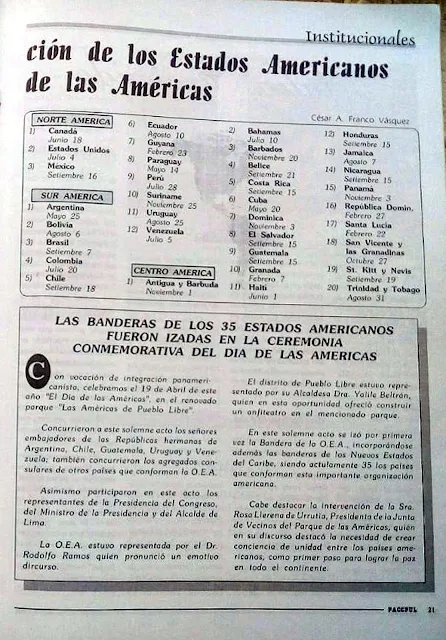 Institucionales
ción de los Estados Americanos
de las Américas
César A. Franco Vásquez
NORTE AMERICA
1) Canadá
Junio 18
2) Estados Unidos
Julio 4
3) México
Setiembre 16
SUR AMERICA
1) Argentina
Mayo 25
2) Bolivia
Agosto 6
3) Brasil
Setiembre 7
4) Colombia
Julio 20
5) Chile
Setiembre 18
6) Ecuador
Agosto 10
7) Guyana
Febrero 23
8) Paraguay
Mayo 14
9) Perú
Julio 28
10) Suriname
Noviembre 25
11) Uruguay
Agosto 25
12) Venezuela
Julio 5
CENTRO AMERICA
1) Antigua y Barbuda
Noviembre 1
2) Bahamas
Julio 10
3) Barbados
Noviembre 20
4) Belice
Setiembre 21
5) Costa Rica
Setiembre 15
6) Cuba
Mayo 20
7) Dominica
Noviembre 3
8) El Salvador
Setiembre 15
9) Guatemala
Setiembre 15
10) Granada
Febrero 7
11) Haití
Junio 1
12) Honduras
Setiembre 15
13) Jamaica
Agosto 7
14) Nicaragua
Setiembre 15
15) Panamá
Noviembre 3
16) República Domin.
Febrero 27
17) Santa Lucía
Febrero 22
18) San Vicente y
las Granadinas
Octubre 27
19) St. Kitt y Nevis
Setiembre 19
20) Trinidad y Tobago
Agosto 31
LAS BANDERAS DE LOS 35 ESTADOS AMERICANOS
FUERON IZADAS EN LA CEREMONIA
CONMEMORATIVA DEL DIA DE LAS AMERICAS
Con vocación de integración panameri-
canista, celebramos el 19 de Abril de este
año "El Día de las Américas", en el renovado
parque "Las Américas de Pueblo Libre".
Concurrieron a este solemne acto los señores
embajadores de las Repúblicas hermanas de
Argentina, Chile, Guatemala, Uruguay y Vene-
zuela; también concurrieron los agregados con-
sulares de otros países que conforman la O.E.A.
Asimismo participaron en este acto los
representantes de la Presidencia del Congreso,
del Ministro de la Presidencia y del Alcalde de
Lima.
La O.E.A. estuvo representada por el Dr.
Rodolfo Ramos quien pronunció un emotivo
dircurso.
El distrito de Pueblo Libre estuvo repre-
sentado por su Alcaldesa Dra. Yolile Beltrán,
quien en esta oportunidad ofreció construir
un anfiteatro en el mencionado parque.
En este solemne acto se izó por primera
vez la Bandera de la O.E.A., incorporándose
además las banderas de los Nuevos Estados
del Caribe, siendo actulamente 35 los países
que conforman esta importante organización
americana.
Cabe destacar la intervención de la Sra.
Rosa Llerena de Urrutia, Presidenta de la Junta
de Vecinos del Parque de las Américas, quién
en su discurso destacó la necesidad de crear
conciencia de unidad entre los países ame-
ricanos, como primer paso para lograr la paz
en todo el continente.
FACEPUL 21